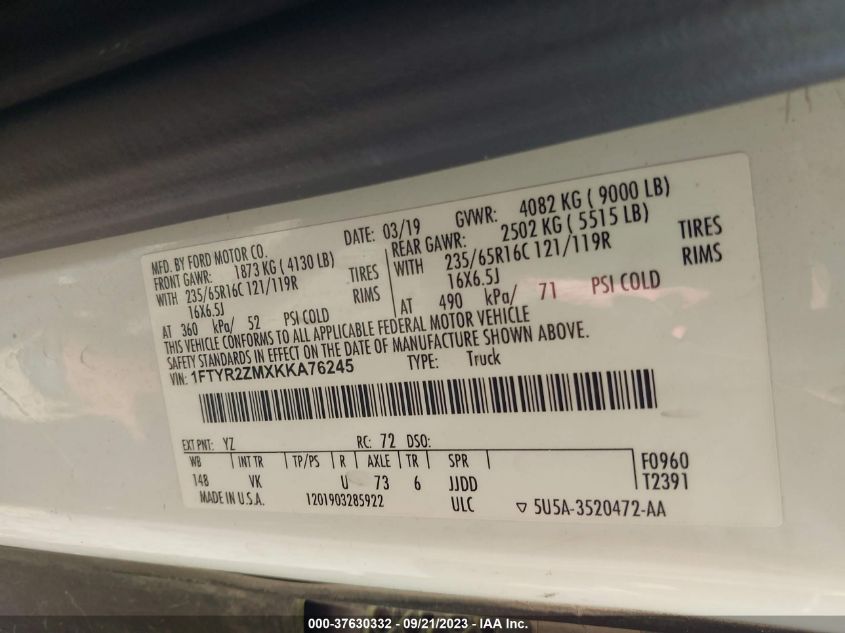 MFD. BY FORD MOTOR CO.
DATE: 03/19 GVWR: 4082 KG ( 9000 LB)
FRONT GAWR: 1873 KG ( 4130 LB)
WITH 235/65R16C 121/119R TIRES
16X6.5J RIMS
AT 360 kPa/ 52 PSI COLD
REAR GAWR: 2502 KG ( 5515 LB)
WITH 235/65R16C 121/119R TIRES
16X6.5J RIMS
AT 490 kPa/ 71 PSI COLD
THIS VEHICLE CONFORMS TO ALL APPLICABLE FEDERAL MOTOR VEHICLE
SAFETY STANDARDS IN EFFECT ON THE DATE OF MANUFACTURE SHOWN ABOVE.
VIN: 1FTYR2ZMXKKA76245 TYPE: Truck
EXT PNT: YZ RC: 72 DSO:
WB INT TR TP/PS R AXLE TR SPR
148 VK U 73 6 JJDD
F0960
T2391
MADE IN U.S.A. 1201903285922 ULC ▽ 5U5A-3520472-AA
000-37630332 - 09/21/2023 - IAA Inc.